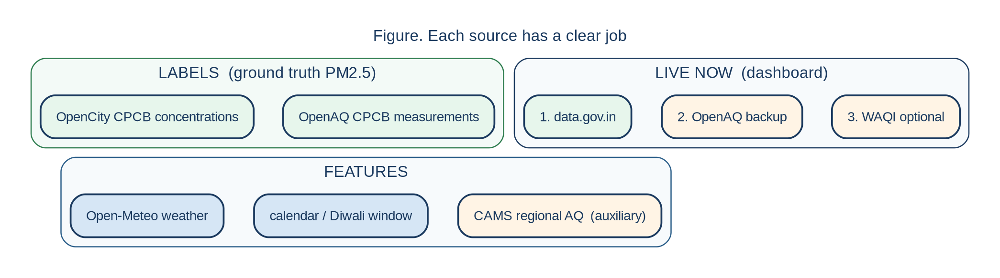 Figure. Each source has a clear job
LABELS  (ground truth PM2.5)
OpenCity CPCB concentrations
OpenAQ CPCB measurements
LIVE NOW  (dashboard)
1. data.gov.in
2. OpenAQ backup
3. WAQI optional
FEATURES
Open-Meteo weather
calendar / Diwali window
CAMS regional AQ  (auxiliary)